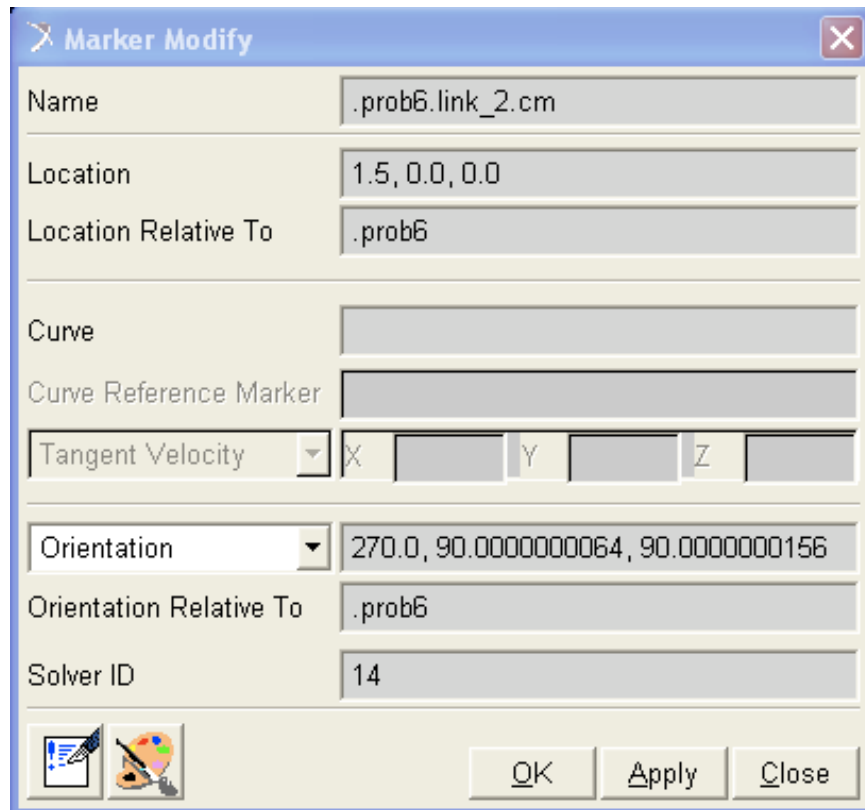 Marker Modify
Name .prob6.link_2.cm
Location 1.5, 0.0, 0.0
Location Relative To .prob6
Curve
Curve Reference Marker
Tangent Velocity X Y Z
Orientation 270.0, 90.0000000064, 90.0000000156
Orientation Relative To .prob6
Solver ID 14
OK Apply Close